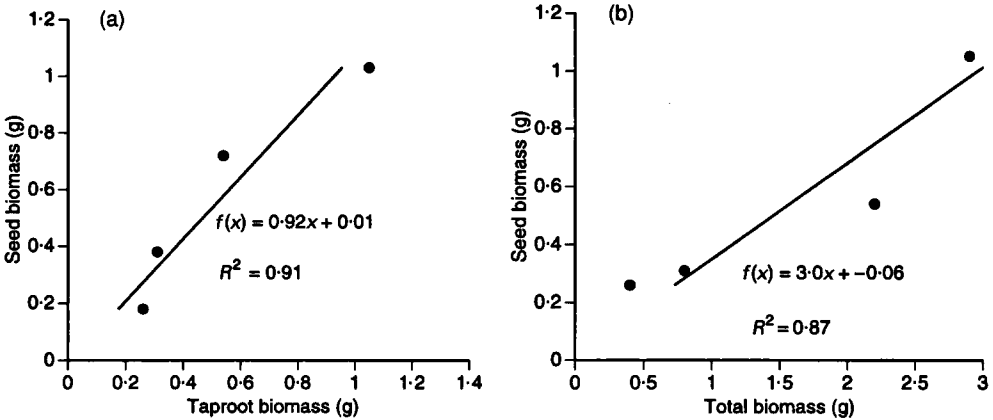 (a)
1·2
1
0·8
0·6
0·4
0·2
0
Seed biomass (g)
f(x) = 0·92x + 0·01
R² = 0·91
0 0·2 0·4 0·6 0·8 1 1·2 1·4
Taproot biomass (g)
(b)
1·2
1
0·8
0·6
0·4
0·2
0
Seed biomass (g)
f(x) = 3·0x + −0·06
R² = 0·87
0 0·5 1 1·5 2 2·5 3
Total biomass (g)